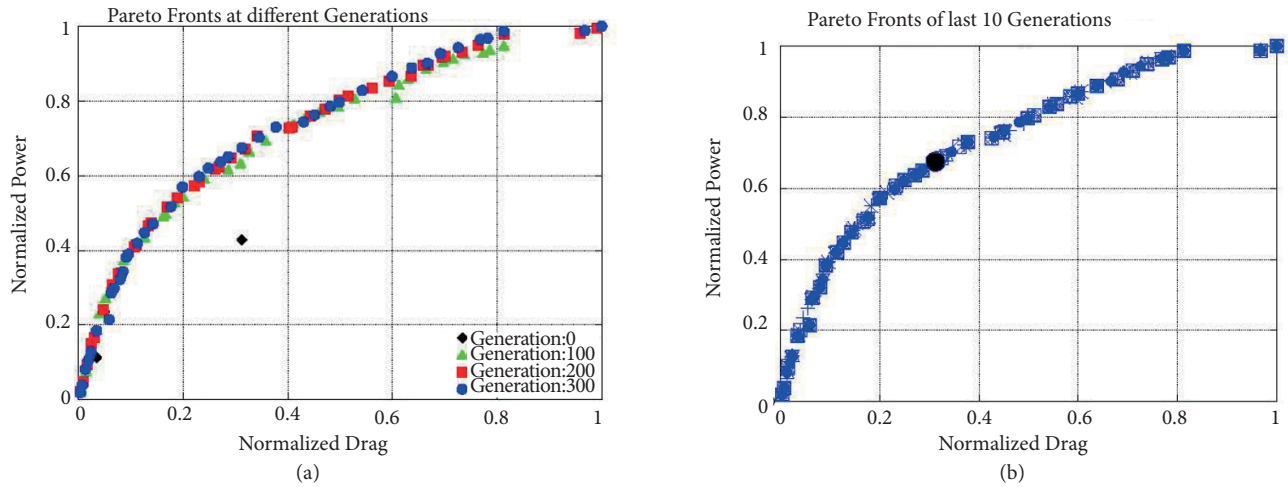 Pareto Fronts at different Generations
1
0.8
0.6
0.4
0.2
0
Normalized Power
Generation:0
Generation:100
Generation:200
Generation:300
0 0.2 0.4 0.6 0.8 1
Normalized Drag
(a)
Pareto Fronts of last 10 Generations
1
0.8
0.6
0.4
0.2
0
Normalized Power
0 0.2 0.4 0.6 0.8 1
Normalized Drag
(b)